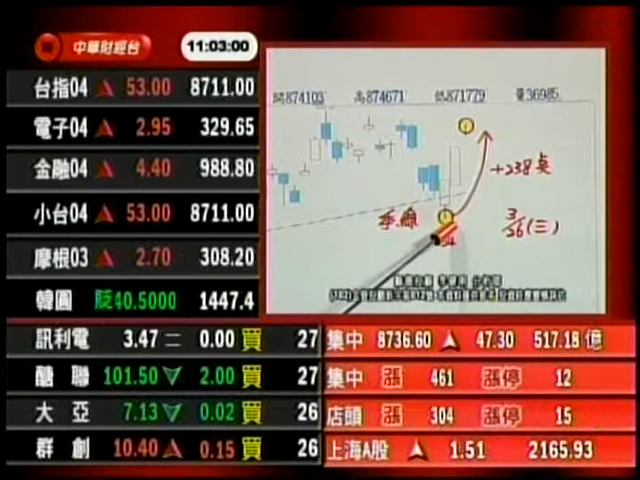 中華財經台 11:03:00
台指04 53.00 8711.00
電子04 2.95 329.65
金融04 4.40 988.80
小台04 53.00 8711.00
摩根03 2.70 308.20
韓圓 貶40.5000 1447.4
開874103 高874671 低871779 量36985
+238點
季線
3/26(三)
訊利電 3.47 二 0.00 買 27
醣聯 101.50 2.00 買 27
大亞 7.13 0.02 買 26
群創 10.40 0.15 買 26
集中 8736.60 47.30 517.18億
集中 漲 461 漲停 12
店頭 漲 304 漲停 15
上海A股 1.51 2165.93